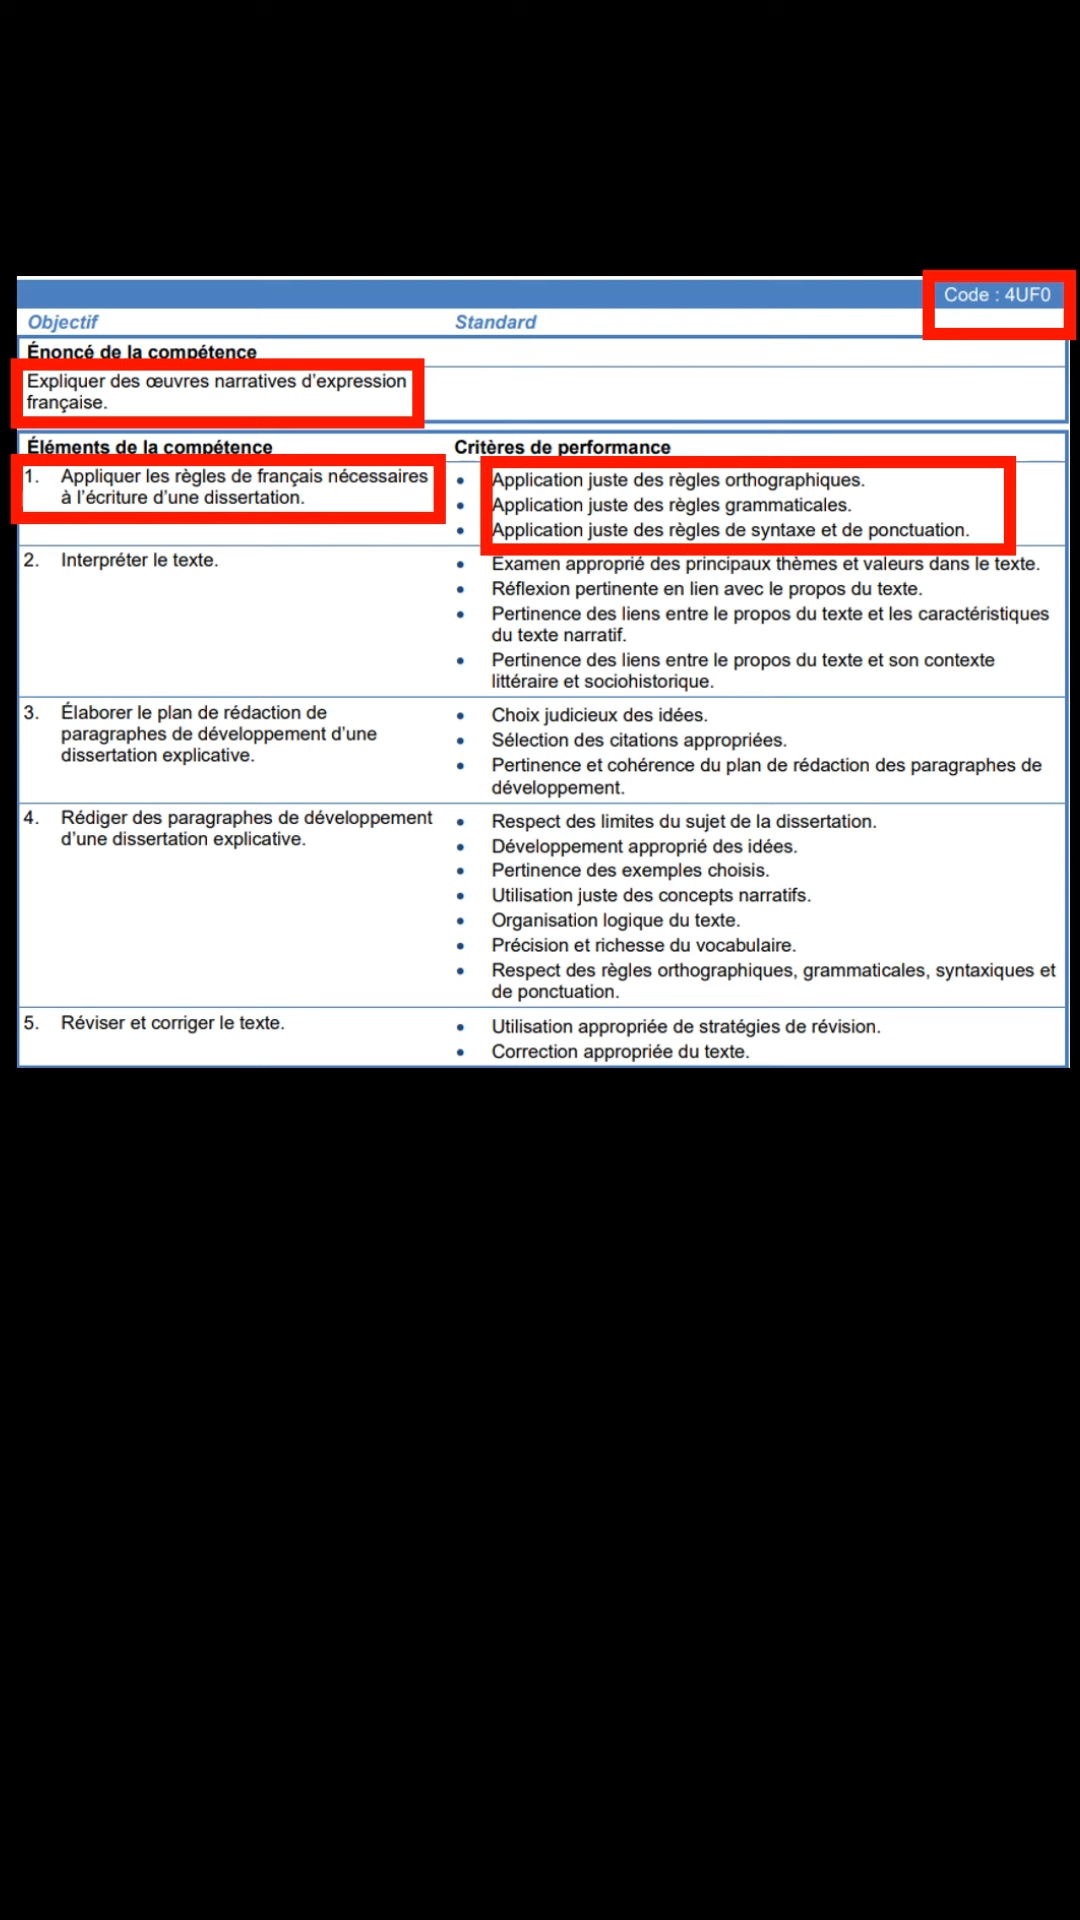 Code : 4UF0
Objectif Standard
Énoncé de la compétence
Expliquer des œuvres narratives d'expression
française.
Éléments de la compétence Critères de performance
1. Appliquer les règles de français nécessaires
à l'écriture d'une dissertation.
• Application juste des règles orthographiques.
• Application juste des règles grammaticales.
• Application juste des règles de syntaxe et de ponctuation.
2. Interpréter le texte.
• Examen approprié des principaux thèmes et valeurs dans le texte.
• Réflexion pertinente en lien avec le propos du texte.
• Pertinence des liens entre le propos du texte et les caractéristiques
du texte narratif.
• Pertinence des liens entre le propos du texte et son contexte
littéraire et sociohistorique.
3. Élaborer le plan de rédaction de
paragraphes de développement d'une
dissertation explicative.
• Choix judicieux des idées.
• Sélection des citations appropriées.
• Pertinence et cohérence du plan de rédaction des paragraphes de
développement.
4. Rédiger des paragraphes de développement
d'une dissertation explicative.
• Respect des limites du sujet de la dissertation.
• Développement approprié des idées.
• Pertinence des exemples choisis.
• Utilisation juste des concepts narratifs.
• Organisation logique du texte.
• Précision et richesse du vocabulaire.
• Respect des règles orthographiques, grammaticales, syntaxiques et
de ponctuation.
5. Réviser et corriger le texte.
• Utilisation appropriée de stratégies de révision.
• Correction appropriée du texte.